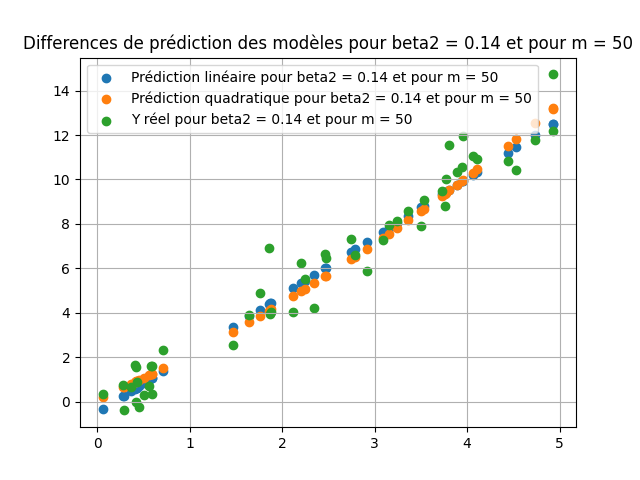 Differences de prédiction des modèles pour beta2 = 0.14 et pour m = 50
Prédiction linéaire pour beta2 = 0.14 et pour m = 50
Prédiction quadratique pour beta2 = 0.14 et pour m = 50
Y réel pour beta2 = 0.14 et pour m = 50
14
12
10
8
6
4
2
0
0 1 2 3 4 5